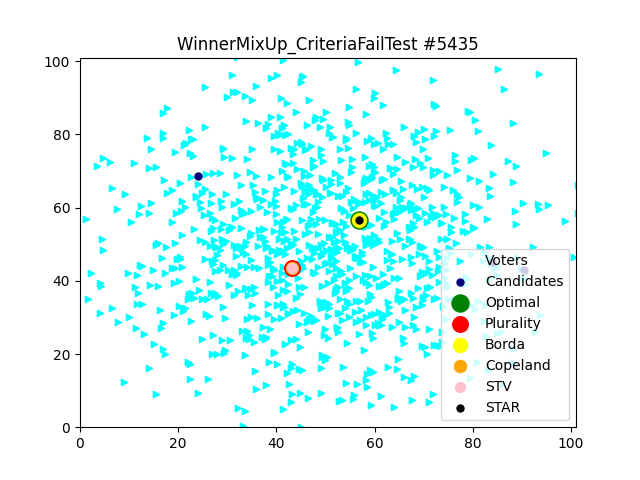 WinnerMixUp_CriteriaFailTest #5435
100
80
60
40
20
0
0 20 40 60 80 100
Voters
Candidates
Optimal
Plurality
Borda
Copeland
STV
STAR